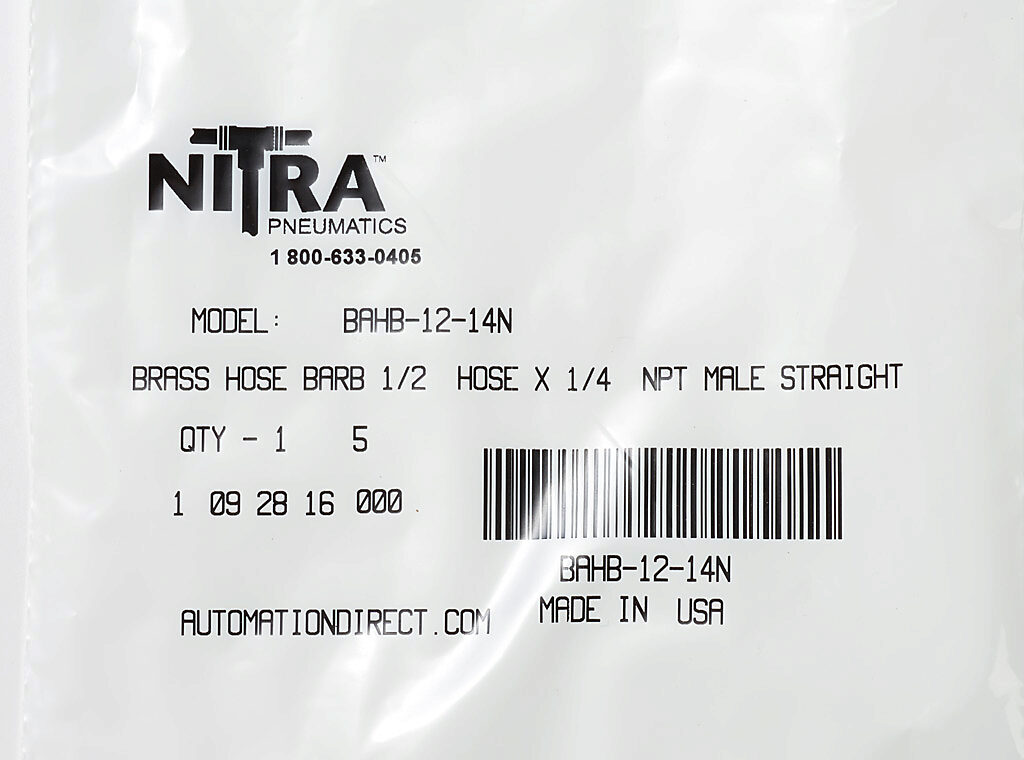 NITRA™
PNEUMATICS
1 800-633-0405
MODEL: BAHB-12-14N
BRASS HOSE BARB 1/2 HOSE X 1/4 NPT MALE STRAIGHT
QTY - 1 5
1 09 28 16 000
BAHB-12-14N
MADE IN USA
AUTOMATIONDIRECT.COM